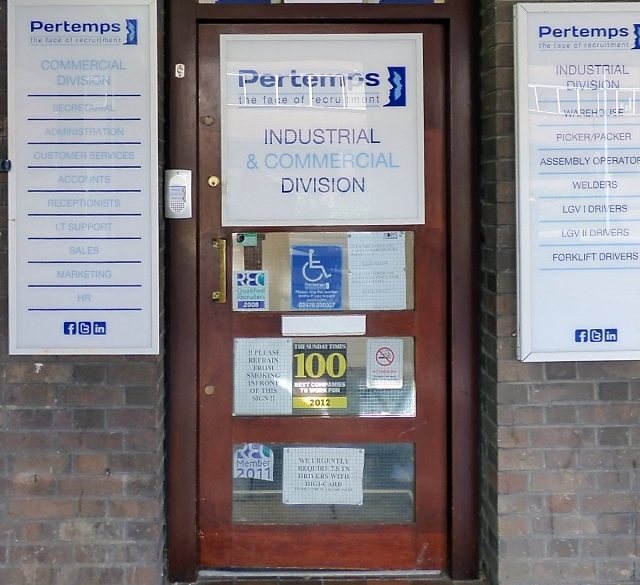 Pertemps
the face of recruitment
COMMERCIAL
DIVISION
SECRETARIAL
ADMINISTRATION
CUSTOMER SERVICES
ACCOUNTS
RECEPTIONISTS
I.T SUPPORT
SALES
MARKETING
HR
Pertemps
the face of recruitment
INDUSTRIAL
& COMMERCIAL
DIVISION
REC
Qualified
Recruiters
2008
Pertemps
!! PLEASE
REFRAIN
FROM
SMOKING
INFRONT
OF THIS
SIGN !!
THE SUNDAY TIMES
100
BEST COMPANIES
TO WORK FOR
2012
REC
Member
2011
WE URGENTLY
REQUIRE 7.5 TN
DRIVERS WITH
DIGI-CARD
Pertemps
the face of recruitment
INDUSTRIAL
DIVISION
WAREHOUSE
PICKER/PACKER
ASSEMBLY OPERATOR
WELDERS
LGV I DRIVERS
LGV II DRIVERS
FORKLIFT DRIVERS